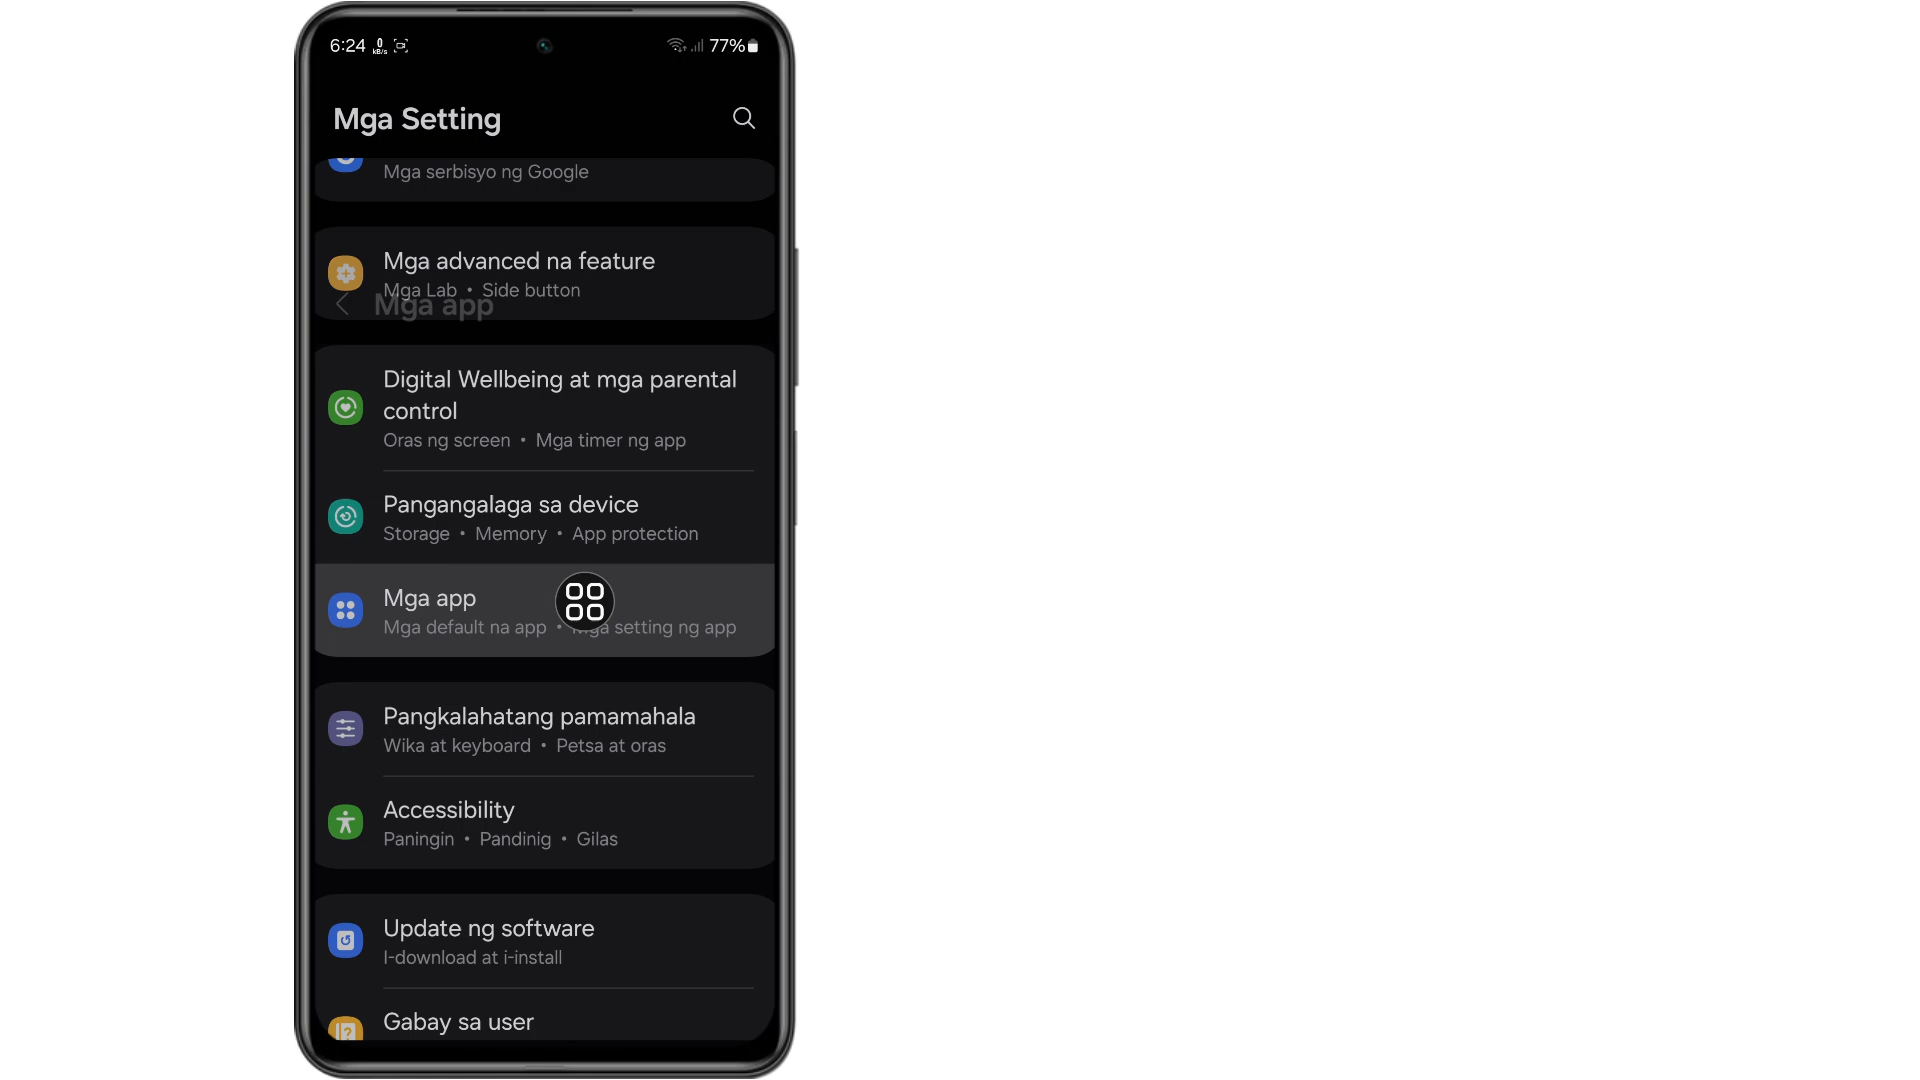 6:24 0 kB/s 77%
Mga Setting
Mga serbisyo ng Google
Mga advanced na feature
Mga Lab • Side button
Mga app
Digital Wellbeing at mga parental
control
Oras ng screen • Mga timer ng app
Pangangalaga sa device
Storage • Memory • App protection
Mga app
Mga default na app • Mga setting ng app
Pangkalahatang pamamahala
Wika at keyboard • Petsa at oras
Accessibility
Paningin • Pandinig • Gilas
Update ng software
I-download at i-install
Gabay sa user